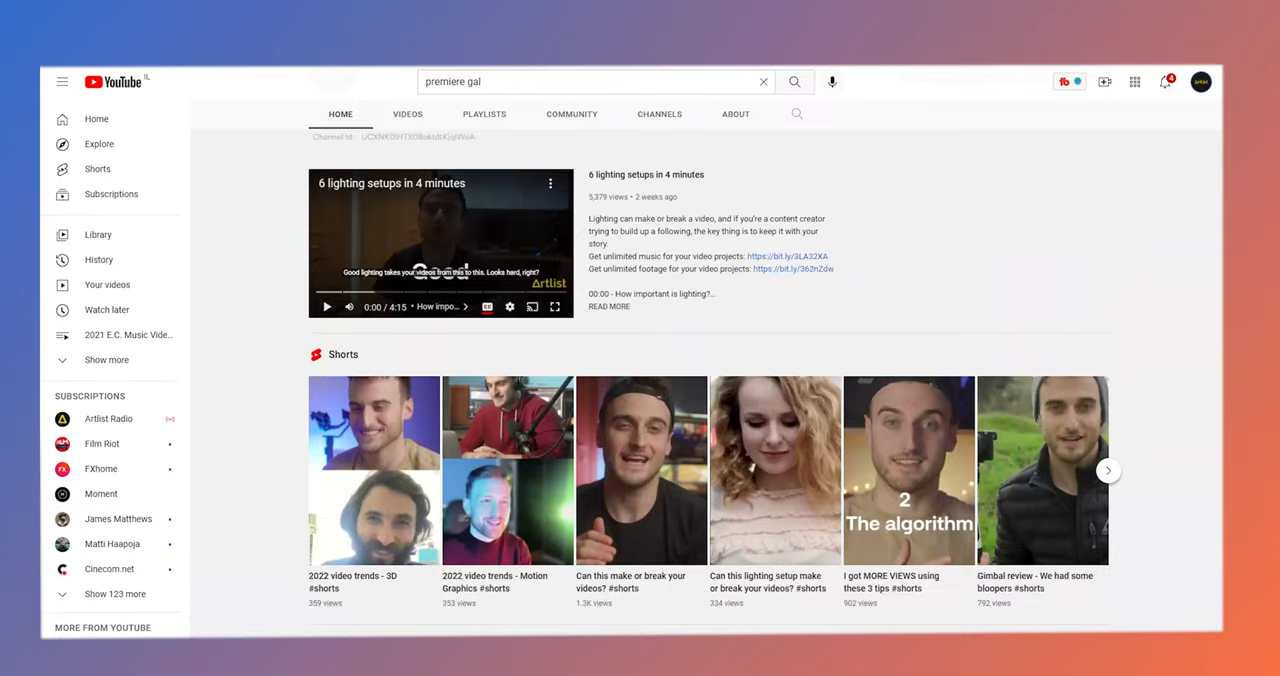 YouTube IL
premiere gal
4
HOME
VIDEOS
PLAYLISTS
COMMUNITY
CHANNELS
ABOUT
Home
Explore
Shorts
Subscriptions
Library
History
Your videos
Watch later
2021 E.C. Music Vide...
Show more
SUBSCRIPTIONS
Artlist Radio
Film Riot
FXhome
Moment
James Matthews
Matti Haapoja
Cinecom.net
Show 123 more
MORE FROM YOUTUBE
Channel Id:
6 lighting setups in 4 minutes
Good
Good lighting takes your videos from this to this. Looks hard, right?
Artlist
0:00 / 4:15 • How impo...
6 lighting setups in 4 minutes
5,379 views • 2 weeks ago
Lighting can make or break a video, and if you're a content creator
trying to build up a following, the key thing is to keep it with your
story.
Get unlimited music for your video projects: https://bit.ly/3LA32XA
Get unlimited footage for your video projects: https://bit.ly/362nZdw
00:00 - How important is lighting?...
READ MORE
Shorts
2
The algorithm
2022 video trends - 3D
#shorts
359 views
2022 video trends - Motion
Graphics #shorts
353 views
Can this make or break your
videos? #shorts
1.3K views
Can this lighting setup make
or break your videos? #shorts
334 views
I got MORE VIEWS using
these 3 tips #shorts
902 views
Gimbal review - We had some
bloopers #shorts
792 views